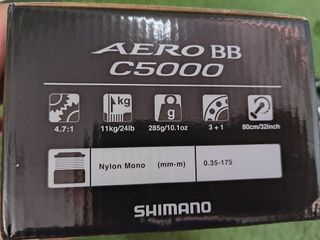 AERO BB
C5000
kg
g
4.7:1
11kg/24lb
285g/10.1oz
3 + 1
80cm/32inch
Nylon Mono (mm-m) 0.35-175
SHIMANO